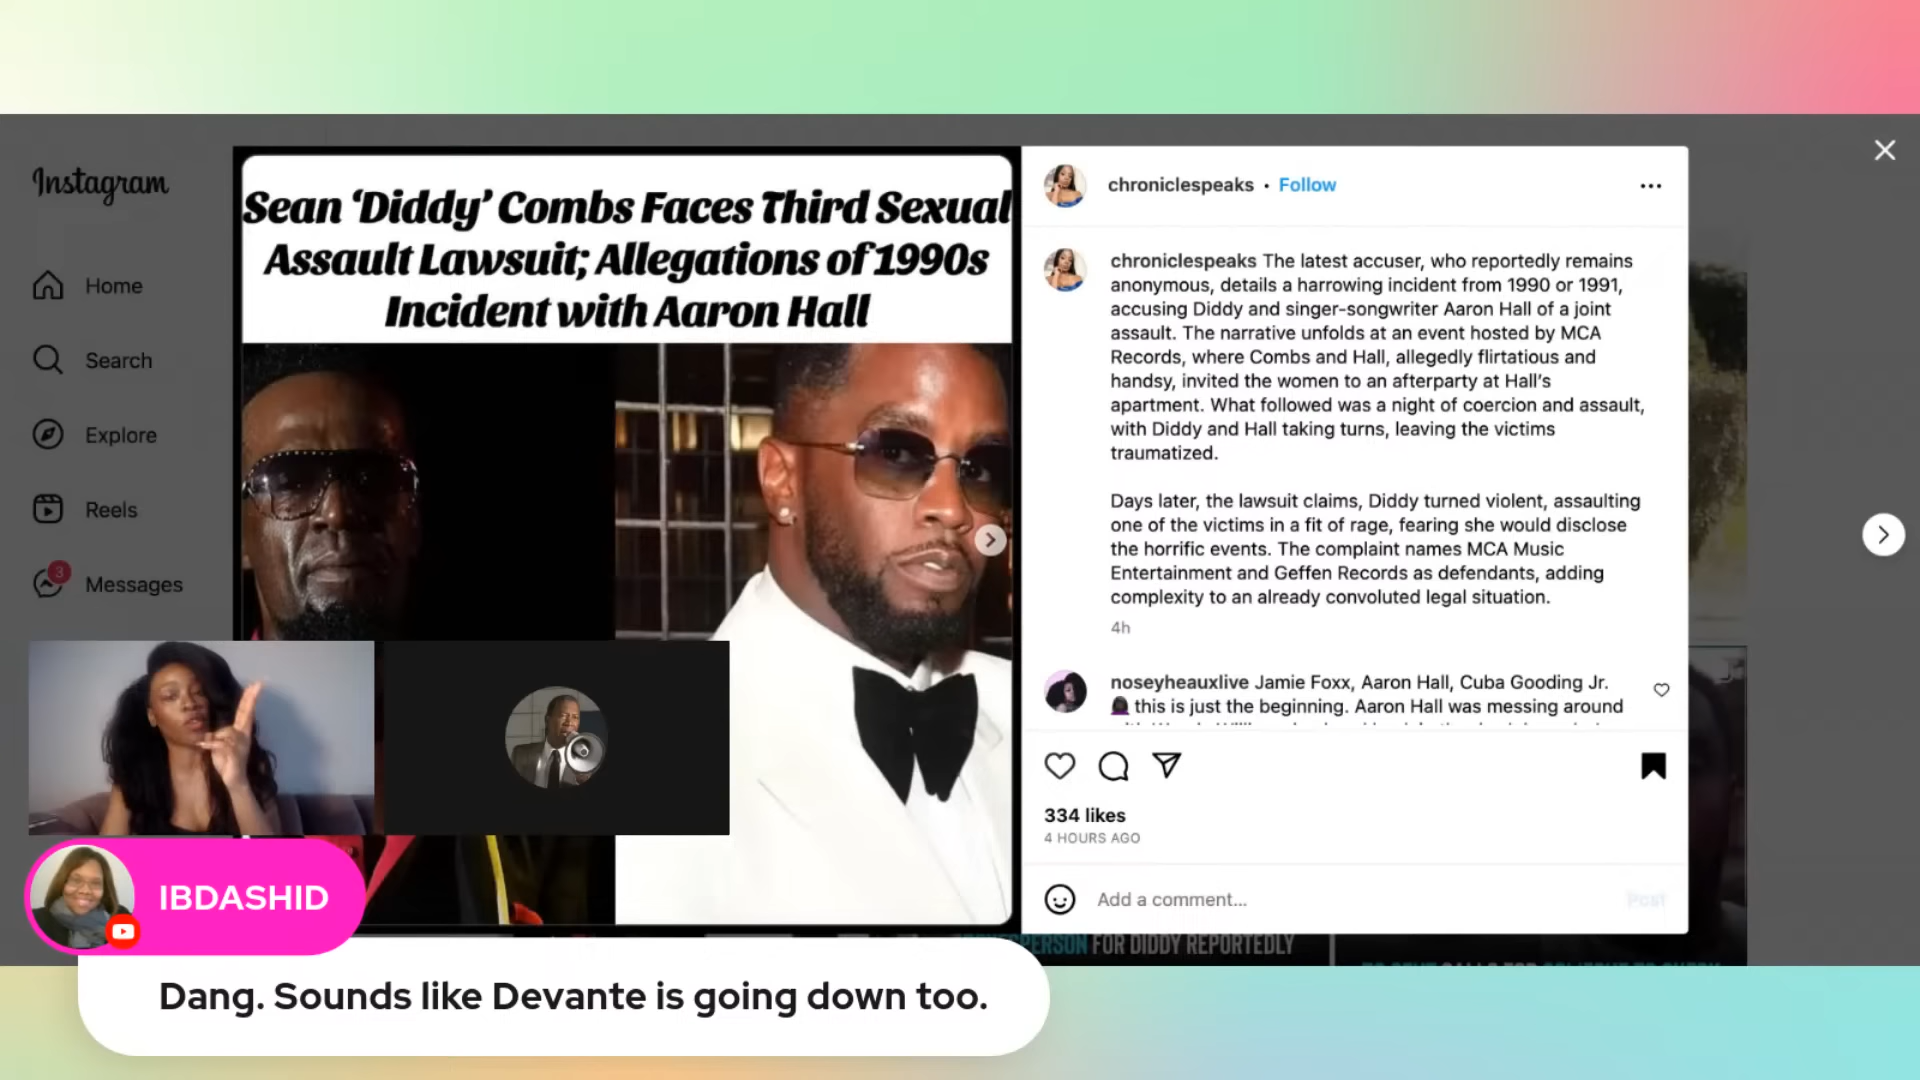 Instagram
Home
Search
Explore
Reels
3
Messages
Sean ‘Diddy’ Combs Faces Third Sexual
Assault Lawsuit; Allegations of 1990s
Incident with Aaron Hall
chroniclespeaks • Follow
chroniclespeaks The latest accuser, who reportedly remains
anonymous, details a harrowing incident from 1990 or 1991,
accusing Diddy and singer-songwriter Aaron Hall of a joint
assault. The narrative unfolds at an event hosted by MCA
Records, where Combs and Hall, allegedly flirtatious and
handsy, invited the women to an afterparty at Hall's
apartment. What followed was a night of coercion and assault,
with Diddy and Hall taking turns, leaving the victims
traumatized.
Days later, the lawsuit claims, Diddy turned violent, assaulting
one of the victims in a fit of rage, fearing she would disclose
the horrific events. The complaint names MCA Music
Entertainment and Geffen Records as defendants, adding
complexity to an already convoluted legal situation.
4h
noseyheauxlive Jamie Foxx, Aaron Hall, Cuba Gooding Jr.
this is just the beginning. Aaron Hall was messing around
334 likes
4 HOURS AGO
Add a comment...
Post
FOR DIDDY REPORTEDLY
IBDASHID
Dang. Sounds like Devante is going down too.